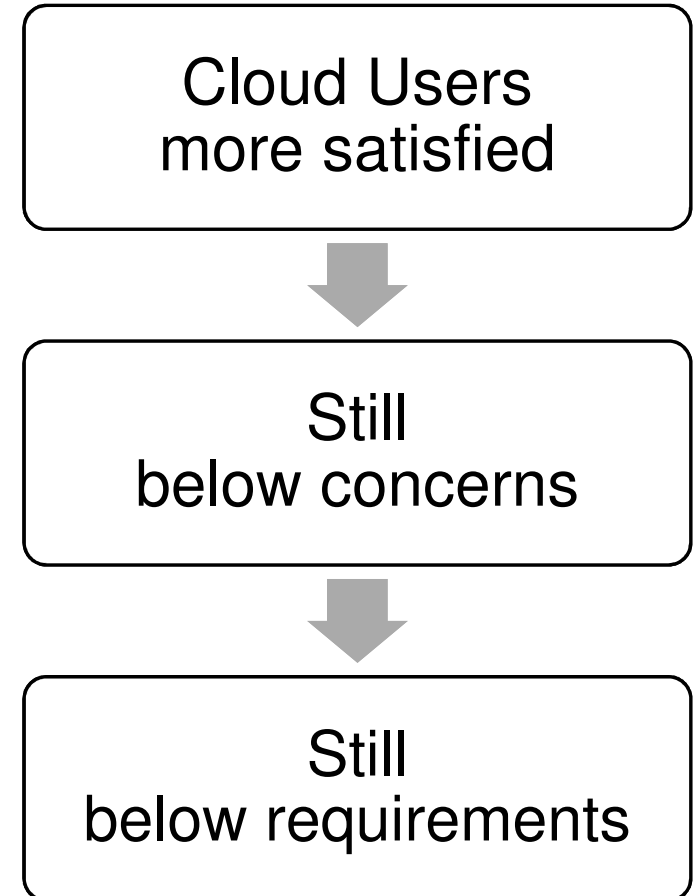 Cloud Users
more satisfied
Still
below concerns
Still
below requirements